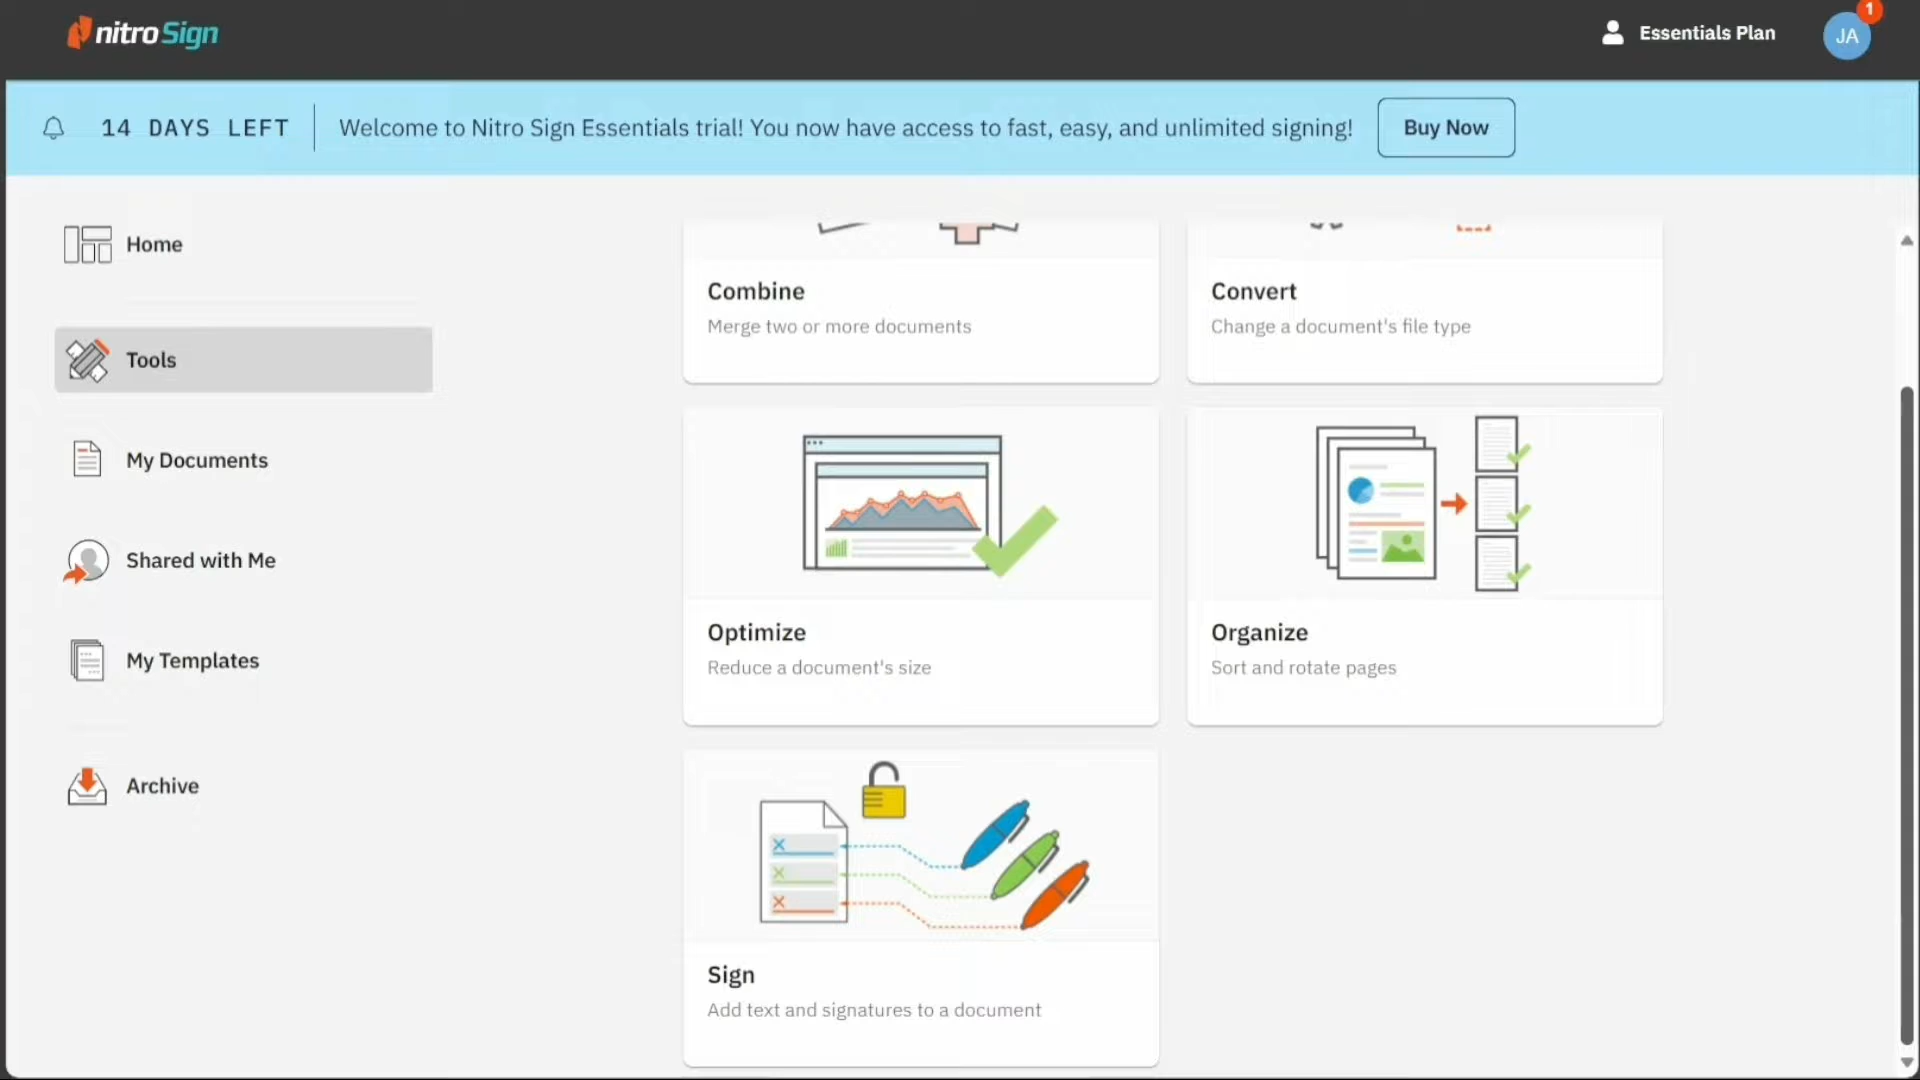 nitro Sign
Essentials Plan
JA
1
14 DAYS LEFT
Welcome to Nitro Sign Essentials trial! You now have access to fast, easy, and unlimited signing!
Buy Now
Home
Tools
My Documents
Shared with Me
My Templates
Archive
Combine
Merge two or more documents
Convert
Change a document's file type
Optimize
Reduce a document's size
Organize
Sort and rotate pages
Sign
Add text and signatures to a document